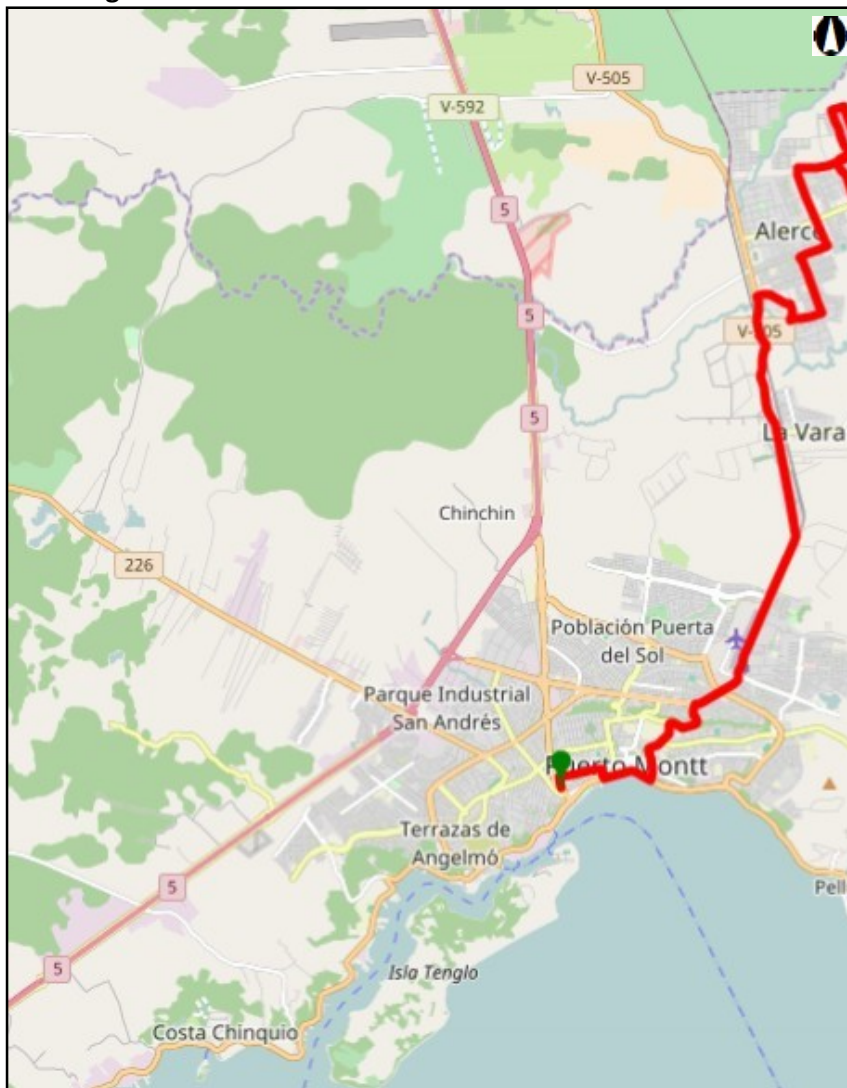 V-505
V-592
5
Alerce
5
V-505
5
La Vara
Chinchin
226
Población Puerta
del Sol
Parque Industrial
San Andrés
Puerto Montt
Terrazas de
Angelmó
5
Pell
5
Isla Tenglo
Costa Chinquio